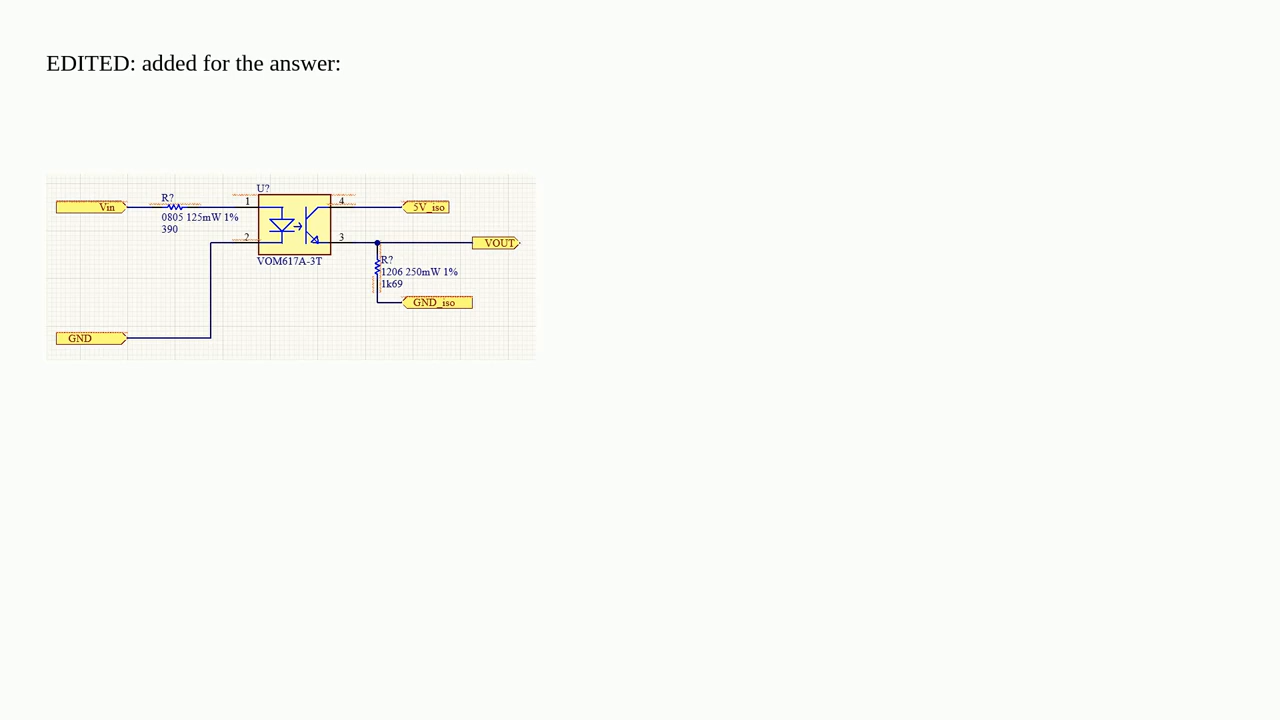 EDITED: added for the answer:
U?
R?
1
4
Vin
5V_iso
0805 125mW 1%
390
2
3
VOUT
VOM617A-3T
R?
1206 250mW 1%
1k69
GND_iso
GND